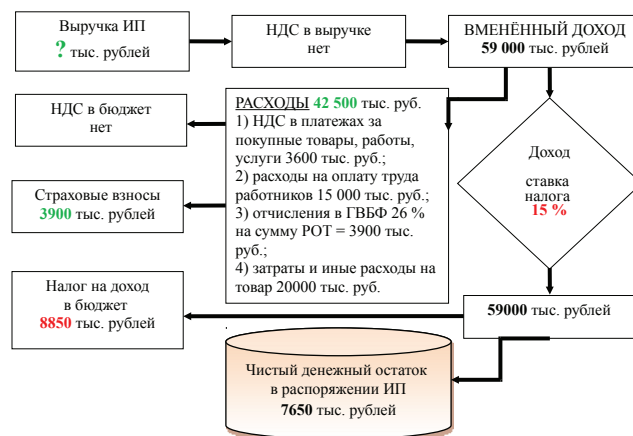 Выручка ИП
? тыс. рублей
НДС в выручке
нет
ВМЕНЁННЫЙ ДОХОД
59 000 тыс. рублей
НДС в бюджет
нет
РАСХОДЫ 42 500 тыс. руб.
1) НДС в платежах за
покупные товары, работы,
услуги 3600 тыс. руб.;
2) расходы на оплату труда
работников 15 000 тыс. руб.;
3) отчисления в ГВБФ 26 %
на сумму РОТ = 3900 тыс.
руб.;
4) затраты и иные расходы на
товар 20000 тыс. руб.
Доход
ставка
налога
15 %
Страховые взносы
3900 тыс. рублей
Налог на доход
в бюджет
8850 тыс. рублей
59000 тыс. рублей
Чистый денежный остаток
в распоряжении ИП
7650 тыс. рублей